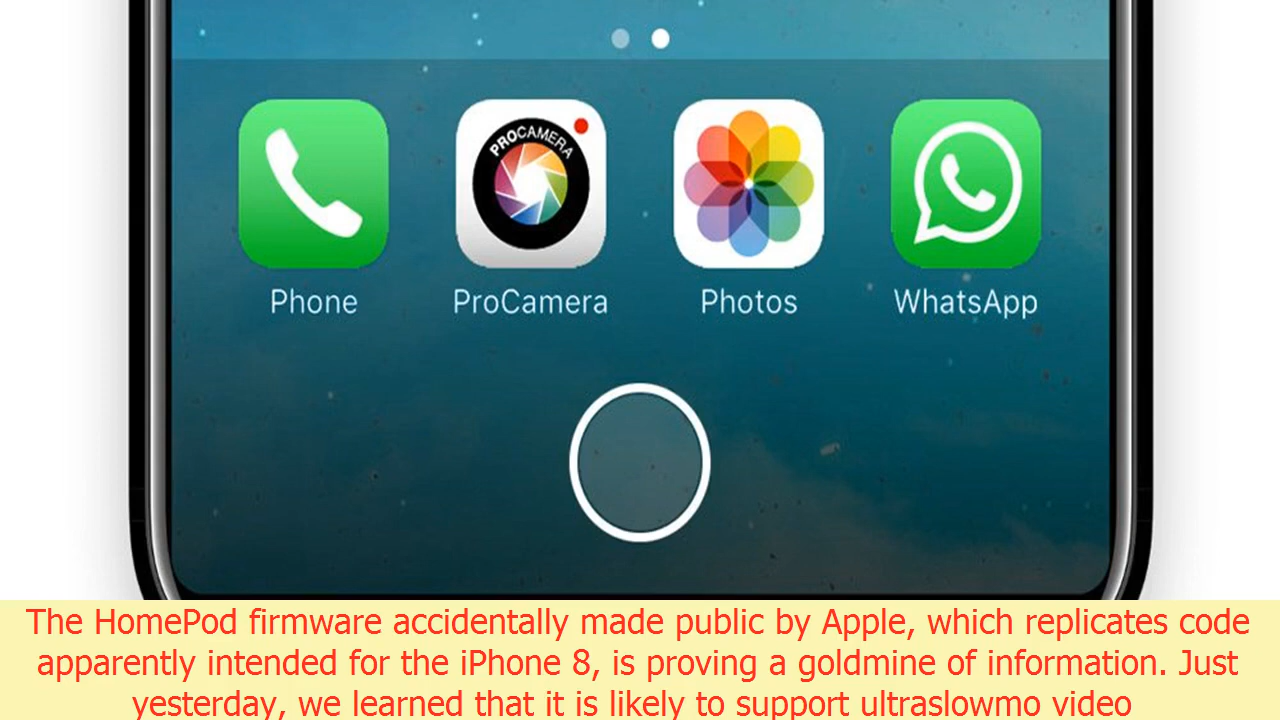 PROCAMERA
Phone ProCamera Photos WhatsApp
The HomePod firmware accidentally made public by Apple, which replicates code
apparently intended for the iPhone 8, is proving a goldmine of information. Just
yesterday, we learned that it is likely to support ultraslowmo video